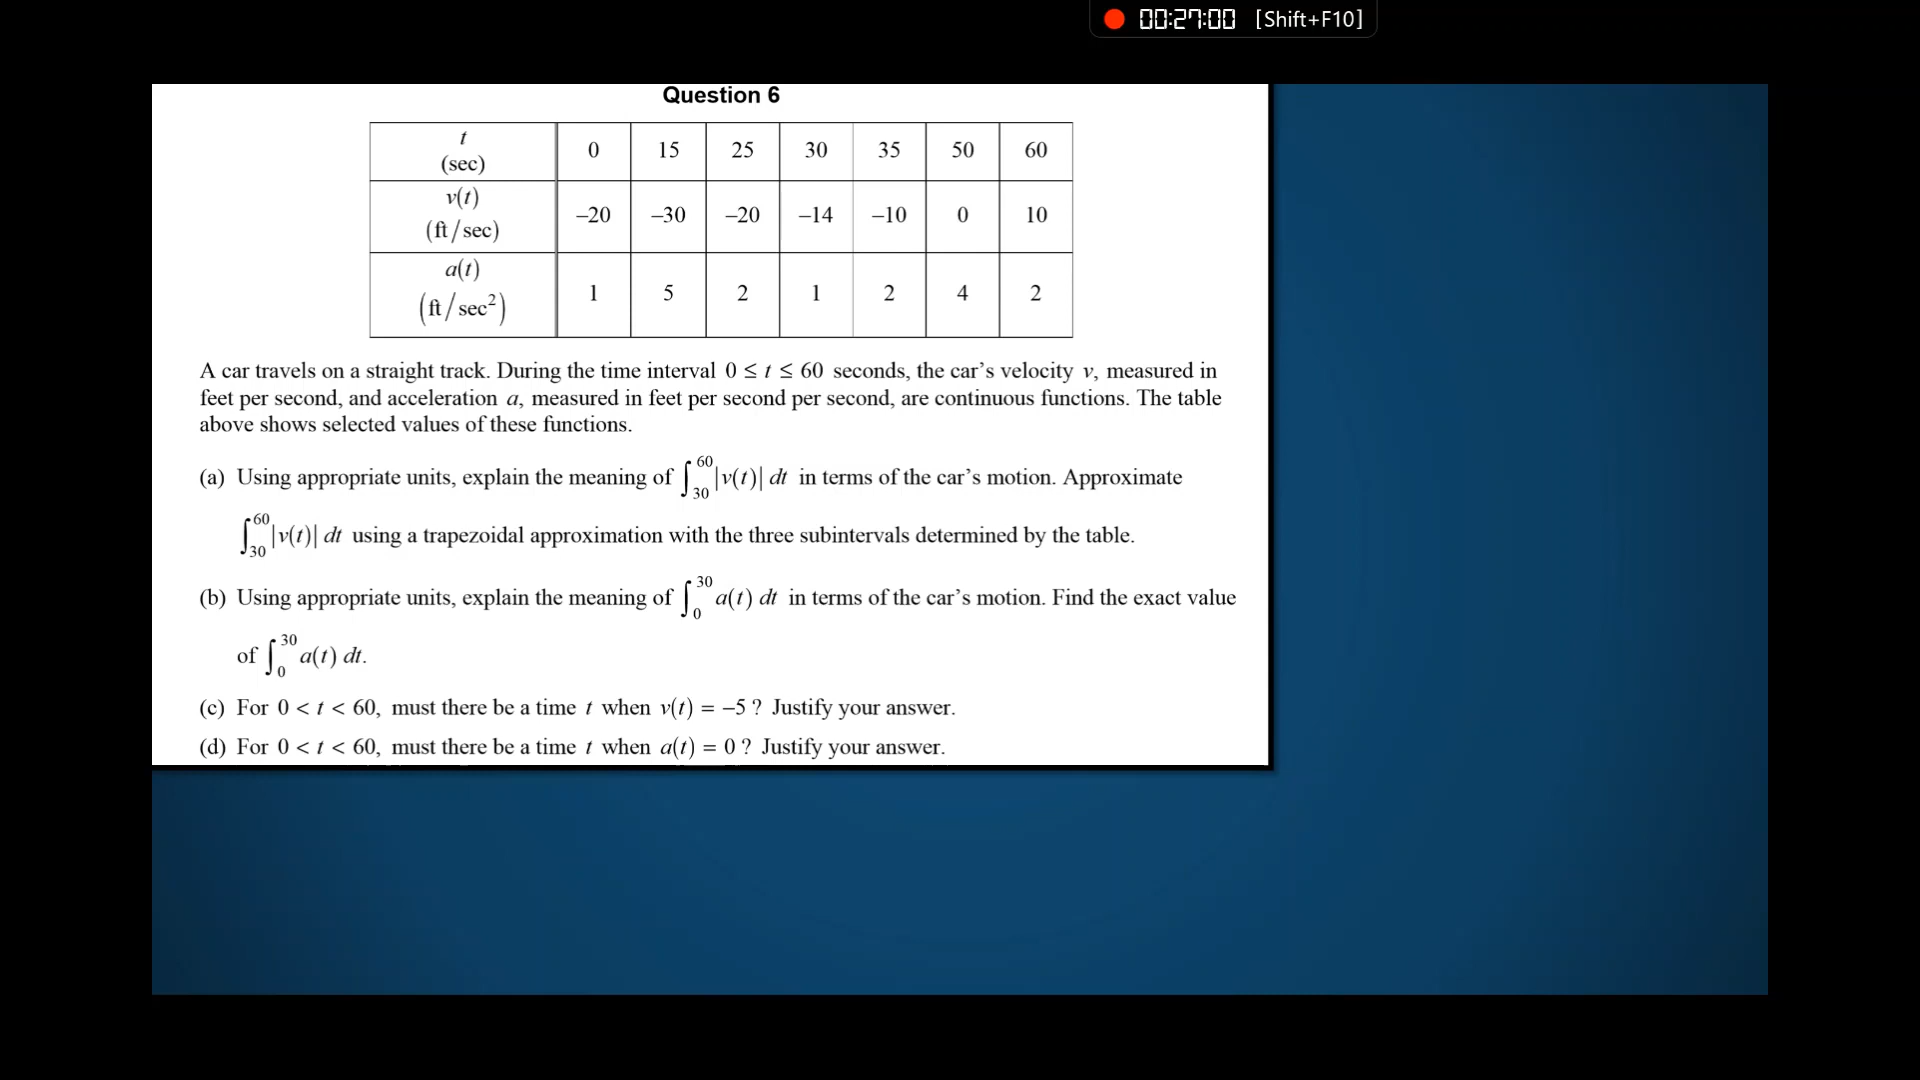 00:27:00 [Shift+F10]
Question 6
t (sec) 0 15 25 30 35 50 60
v(t) (ft/sec) –20 –30 –20 –14 –10 0 10
a(t) (ft/sec²) 1 5 2 1 2 4 2
A car travels on a straight track. During the time interval 0 ≤ t ≤ 60 seconds, the car’s velocity v, measured in
feet per second, and acceleration a, measured in feet per second per second, are continuous functions. The table
above shows selected values of these functions.
(a) Using appropriate units, explain the meaning of ∫₃₀⁶⁰ |v(t)| dt in terms of the car’s motion. Approximate
∫₃₀⁶⁰ |v(t)| dt using a trapezoidal approximation with the three subintervals determined by the table.
(b) Using appropriate units, explain the meaning of ∫₀³⁰ a(t) dt in terms of the car’s motion. Find the exact value
of ∫₀³⁰ a(t) dt.
(c) For 0 < t < 60, must there be a time t when v(t) = –5 ? Justify your answer.
(d) For 0 < t < 60, must there be a time t when a(t) = 0 ? Justify your answer.